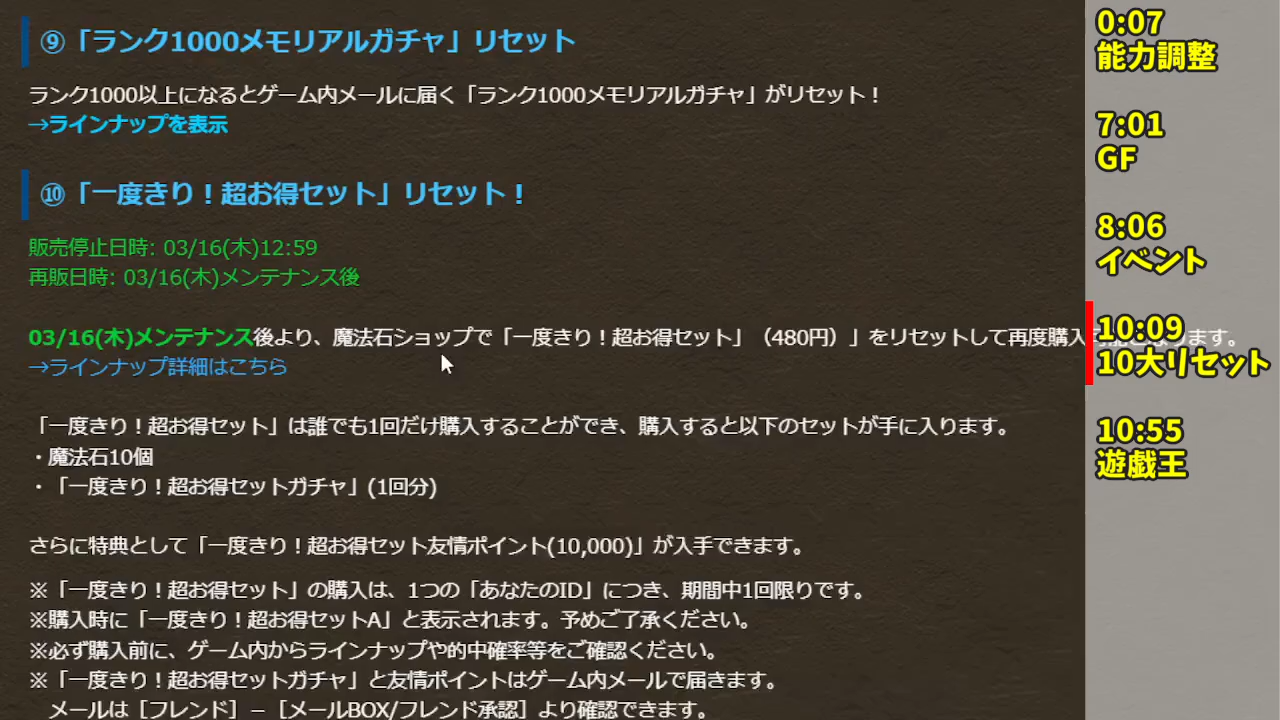 ⑨「ランク1000メモリアルガチャ」リセット
ランク1000以上になるとゲーム内メールに届く「ランク1000メモリアルガチャ」がリセット！
→ラインナップを表示
⑩「一度きり！超お得セット」リセット！
販売停止日時: 03/16(木)12:59
再販日時: 03/16(木)メンテナンス後
03/16(木)メンテナンス後より、魔法石ショップで「一度きり！超お得セット」（480円）」をリセットして再度購入
→ラインナップ詳細はこちら
「一度きり！超お得セット」は誰でも1回だけ購入することができ、購入すると以下のセットが手に入ります。
・魔法石10個
・「一度きり！超お得セットガチャ」(1回分)
さらに特典として「一度きり！超お得セット友情ポイント(10,000)」が入手できます。
※「一度きり！超お得セット」の購入は、1つの「あなたのID」につき、期間中1回限りです。
※購入時に「一度きり！超お得セットA」と表示されます。予めご了承ください。
※必ず購入前に、ゲーム内からラインナップや的中確率等をご確認ください。
※「一度きり！超お得セットガチャ」と友情ポイントはゲーム内メールで届きます。
メールは［フレンド］－［メールBOX/フレンド承認］より確認できます。
0:07
能力調整
7:01
GF
8:06
イベント
10:09
10大リセット
10:55
遊戯王